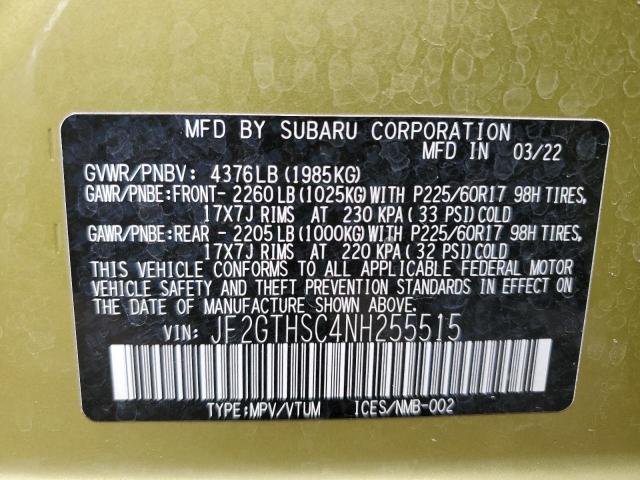 MFD BY SUBARU CORPORATION
MFD IN 03/22
GVWR/PNBV: 4376LB (1985KG)
GAWR/PNBE:FRONT- 2260LB (1025KG)WITH P225/60R17 98H TIRES,
17X7J RIMS AT 230 KPA (33 PSI)COLD
GAWR/PNBE:REAR - 2205LB (1000KG)WITH P225/60R17 98H TIRES,
17X7J RIMS AT 220 KPA (32 PSI)COLD
THIS VEHICLE CONFORMS TO ALL APPLICABLE FEDERAL MOTOR
VEHICLE SAFETY AND THEFT PREVENTION STANDARDS IN EFFECT ON
THE DATE OF MANUFACTURE SHOWN ABOVE.
VIN: JF2GTHSC4NH255515
TYPE:MPV/VTUM ICES/NMB-002